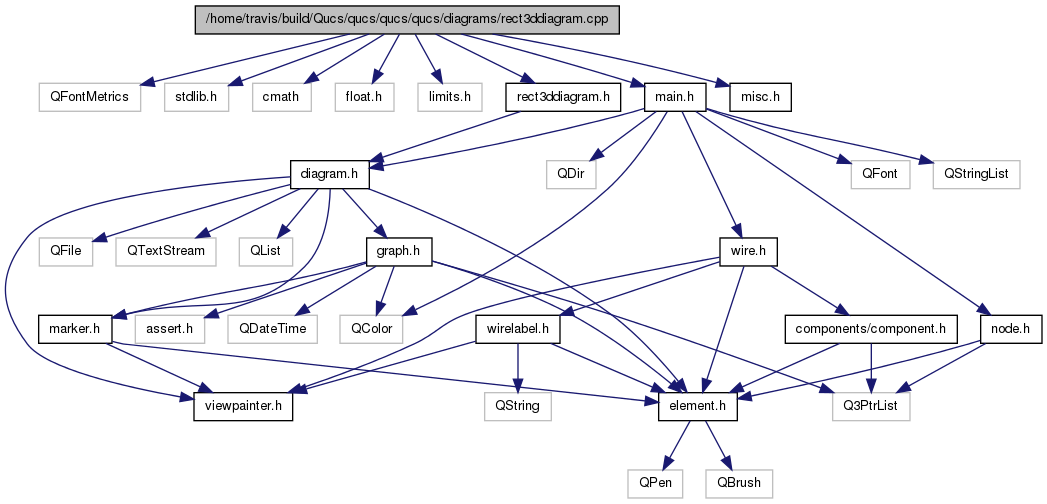 /home/travis/build/Qucs/qucs/qucs/qucs/diagrams/rect3ddiagram.cpp
QFontMetrics
stdlib.h
cmath
float.h
limits.h
rect3ddiagram.h
main.h
misc.h
diagram.h
QDir
QFont
QStringList
QFile
QTextStream
QList
graph.h
wire.h
marker.h
assert.h
QDateTime
QColor
wirelabel.h
components/component.h
node.h
viewpainter.h
QString
element.h
Q3PtrList
QPen
QBrush